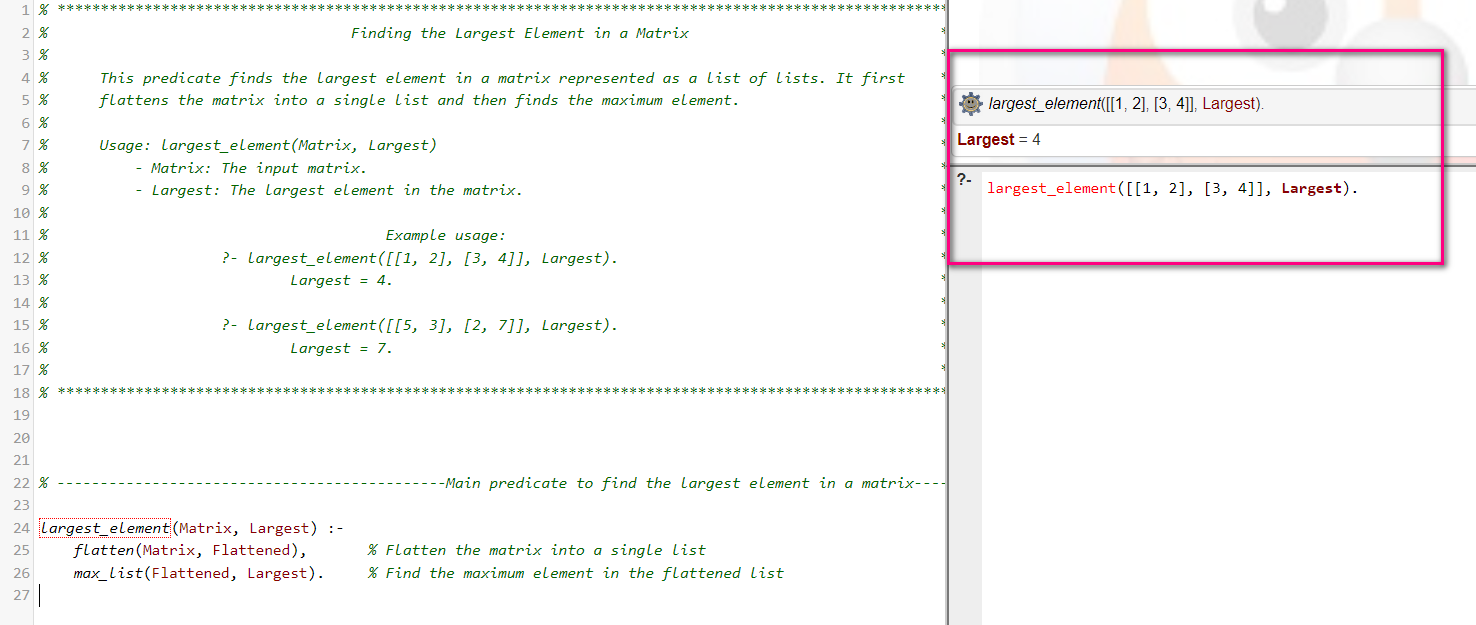 1 % ******************************************************************************************************
2 % Finding the Largest Element in a Matrix *
3 % *
4 % This predicate finds the largest element in a matrix represented as a list of lists. It first *
5 % flattens the matrix into a single list and then finds the maximum element. *
6 % *
7 % Usage: largest_element(Matrix, Largest) *
8 % - Matrix: The input matrix. *
9 % - Largest: The largest element in the matrix. *
10 % *
11 % Example usage: *
12 % ?- largest_element([[1, 2], [3, 4]], Largest). *
13 % Largest = 4. *
14 % *
15 % ?- largest_element([[5, 3], [2, 7]], Largest). *
16 % Largest = 7. *
17 % *
18 % ******************************************************************************************************
19
20
21
22 % ---------------------------------------------Main predicate to find the largest element in a matrix----
23
24 largest_element(Matrix, Largest) :-
25 flatten(Matrix, Flattened), % Flatten the matrix into a single list
26 max_list(Flattened, Largest). % Find the maximum element in the flattened list
27
largest_element([[1, 2], [3, 4]], Largest).
Largest = 4
?- largest_element([[1, 2], [3, 4]], Largest).